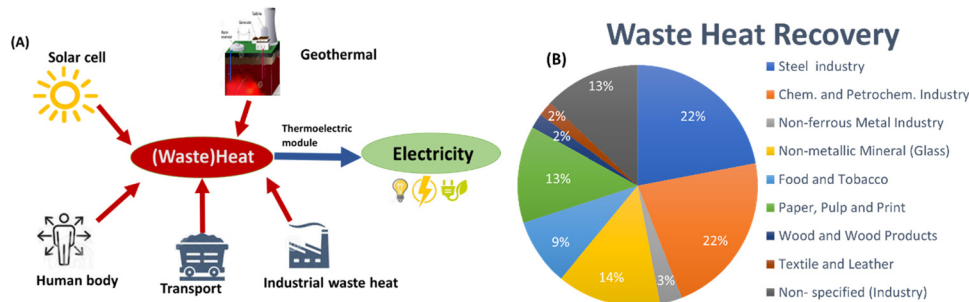 (A)
Solar cell
Geothermal
(Waste)Heat
Thermoelectric
module
Electricity
Human body
Transport
Industrial waste heat
Waste Heat Recovery
(B)
22%
22%
3%
14%
9%
13%
2%
2%
13%
Steel industry
Chem. and Petrochem. Industry
Non-ferrous Metal Industry
Non-metallic Mineral (Glass)
Food and Tobacco
Paper, Pulp and Print
Wood and Wood Products
Textile and Leather
Non- specified (Industry)